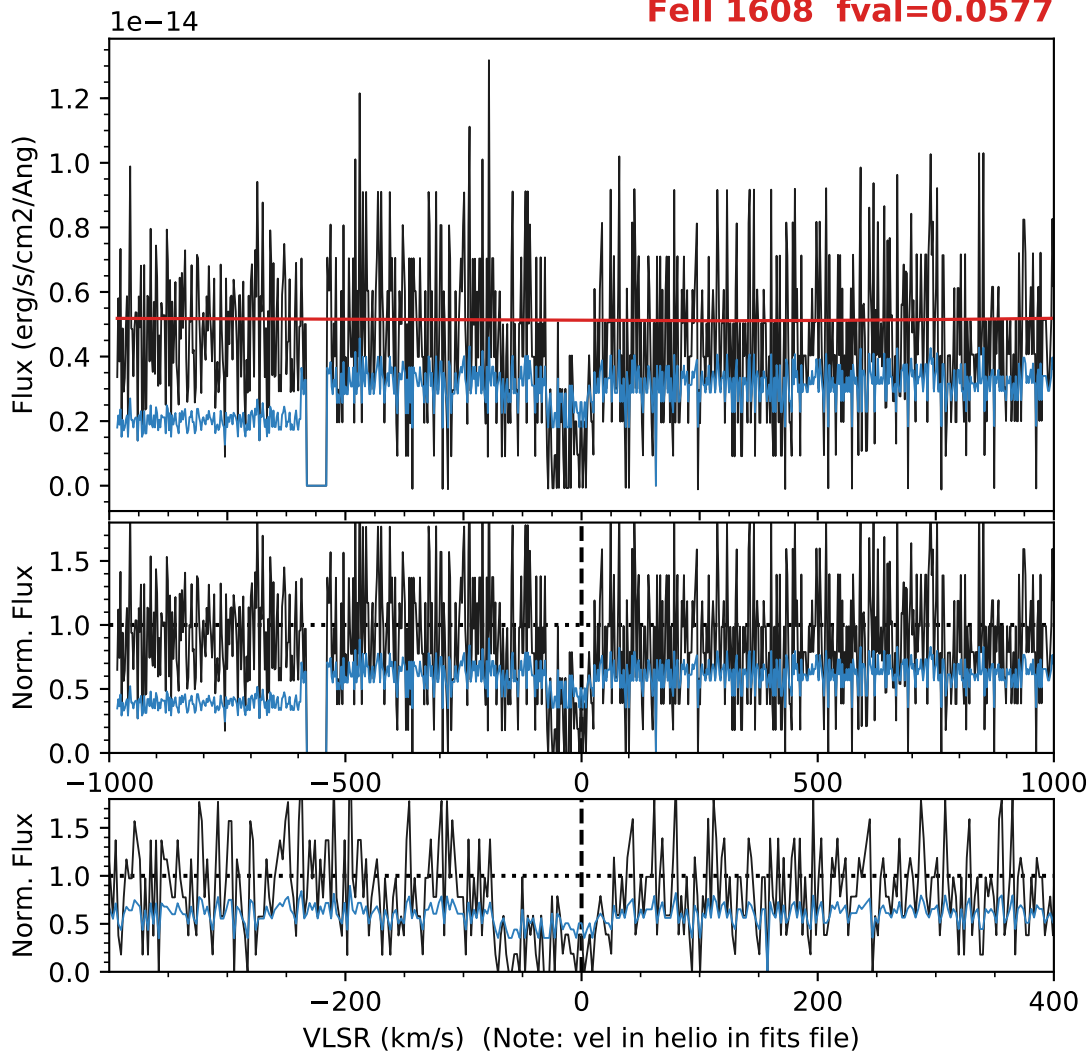 FeII 1608 fval=0.0577
1e−14
1.2
1.0
0.8
0.6
0.4
0.2
0.0
Flux (erg/s/cm2/Ang)
1.5
1.0
0.5
0.0
Norm. Flux
−1000 −500 0 500 1000
1.5
1.0
0.5
0.0
Norm. Flux
−200 0 200 400
VLSR (km/s) (Note: vel in helio in fits file)